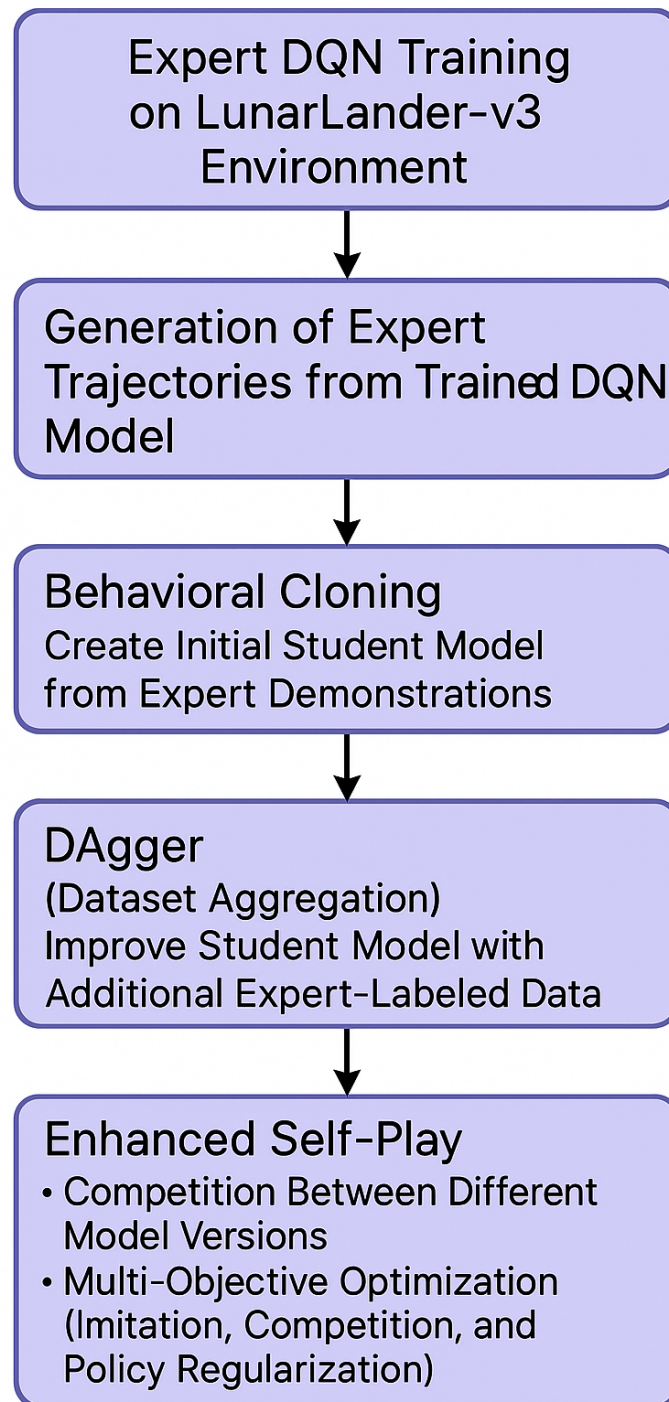 Expert DQN Training
on LunarLander-v3
Environment
Generation of Expert
Trajectories from Trained DQN
Model
Behavioral Cloning
Create Initial Student Model
from Expert Demonstrations
DAgger
(Dataset Aggregation)
Improve Student Model with
Additional Expert-Labeled Data
Enhanced Self-Play
• Competition Between Different
Model Versions
• Multi-Objective Optimization
(Imitation, Competition, and
Policy Regularization)